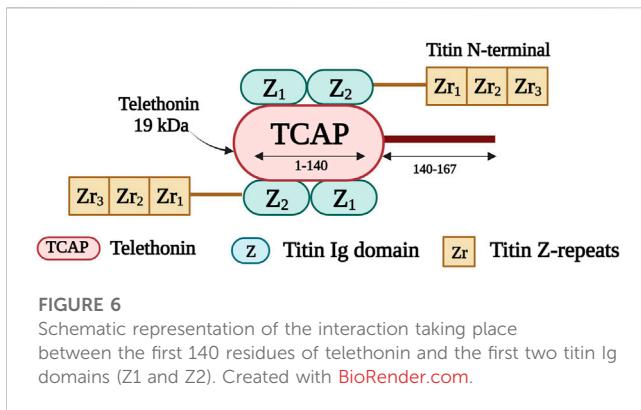 Titin N-terminal
Z1 Z2
Zr1 Zr2 Zr3
Telethonin
19 kDa
TCAP
1-140
140-167
Zr3 Zr2 Zr1
Z2 Z1
TCAP Telethonin
Z Titin Ig domain
Zr Titin Z-repeats
FIGURE 6
Schematic representation of the interaction taking place
between the first 140 residues of telethonin and the first two titin Ig
domains (Z1 and Z2). Created with BioRender.com.